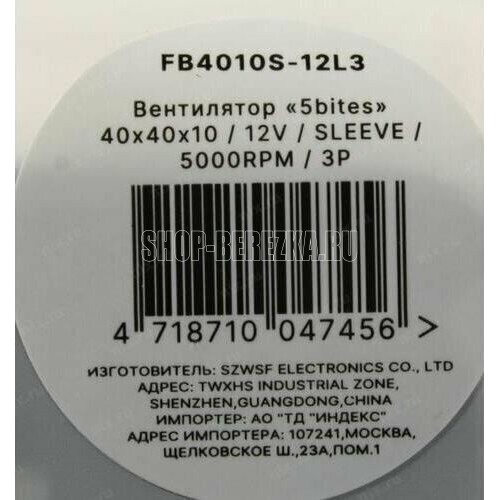 FB4010S-12L3
Вентилятор «5bites»
40x40x10 / 12V / SLEEVE /
5000RPM / 3P
SHOP-BEREZKA.RU
4 718710 047456 >
ИЗГОТОВИТЕЛЬ: SZWSF ELECTRONICS CO., LTD
АДРЕС: TWXHS INDUSTRIAL ZONE,
SHENZHEN,GUANGDONG,CHINA
ИМПОРТЕР: АО "ТД "ИНДЕКС"
АДРЕС ИМПОРТЕРА: 107241,МОСКВА,
ЩЕЛКОВСКОЕ Ш.,23А,ПОМ.1